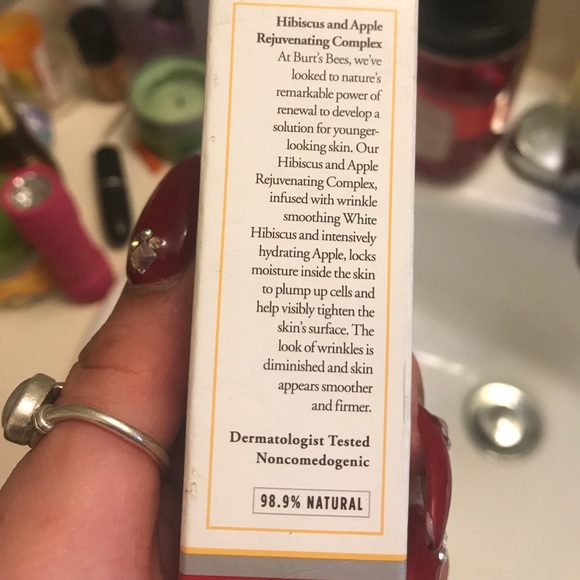 Hibiscus and Apple
Rejuvenating Complex
At Burt's Bees, we've
looked to nature's
remarkable power of
renewal to develop a
solution for younger-
looking skin. Our
Hibiscus and Apple
Rejuvenating Complex,
infused with wrinkle
smoothing White
Hibiscus and intensively
hydrating Apple, locks
moisture inside the skin
to plump up cells and
help visibly tighten the
skin's surface. The
look of wrinkles is
diminished and skin
appears smoother
and firmer.
Dermatologist Tested
Noncomedogenic
98.9% NATURAL